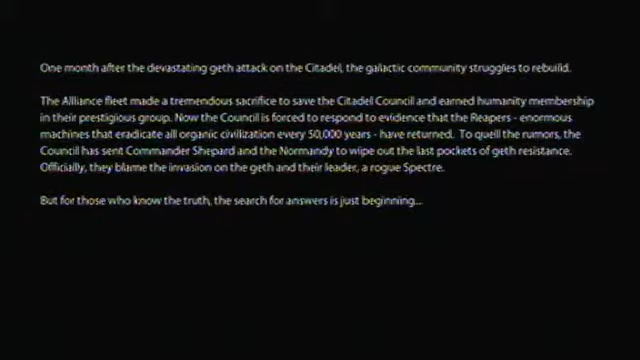 One month after the devastating geth attack on the Citadel, the galactic community struggles to rebuild.
The Alliance fleet made a tremendous sacrifice to save the Citadel Council and earned humanity membership
in their prestigious group. Now the Council is forced to respond to evidence that the Reapers - enormous
machines that eradicate all organic civilization every 50,000 years - have returned. To quell the rumors, the
Council has sent Commander Shepard and the Normandy to wipe out the last pockets of geth resistance.
Officially, they blame the invasion on the geth and their leader, a rogue Spectre.
But for those who know the truth, the search for answers is just beginning...